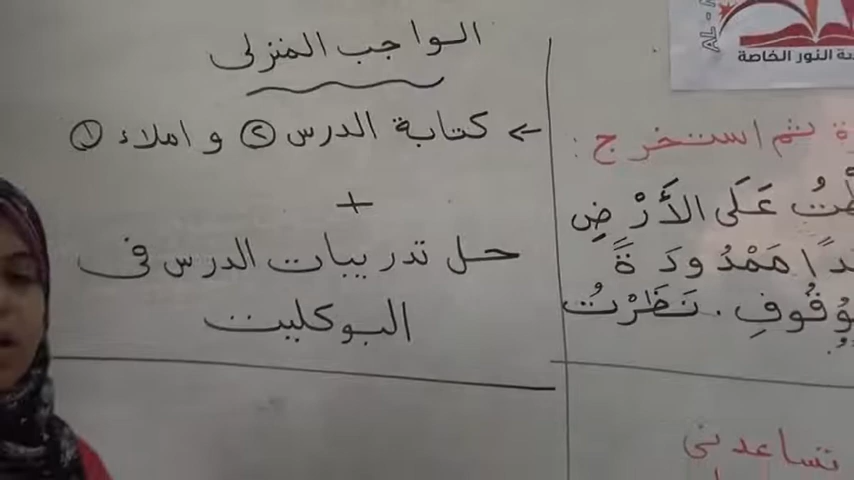 الواجب المنزلى
← كتابة الدرس ② و املاء ①
+
حل تدريبات الدرس فى
البوكليت
AL -
النور الخاصة
ثم استخرج :
عَلَى الأَرْضِ
مَمْدُودَةً
نَظَرْتُ
تساعدنى